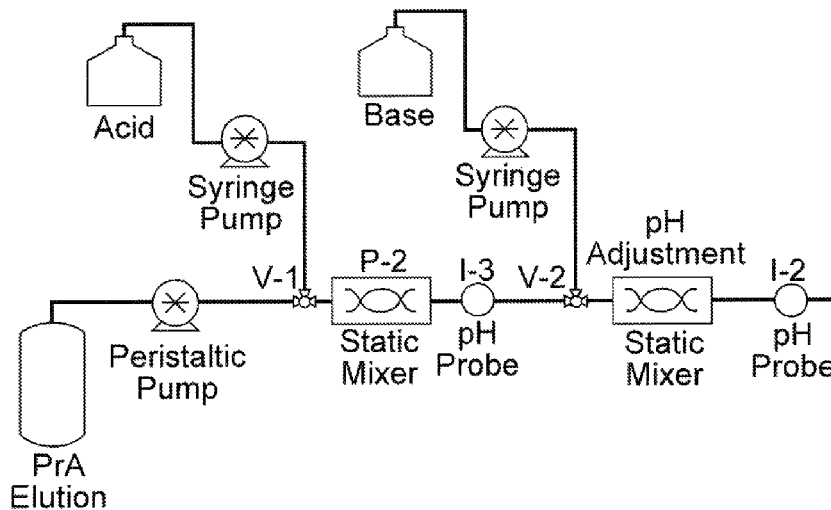 Acid
Base
Syringe
Pump
Syringe
Pump
pH
Adjustment
V-1
P-2
I-3
V-2
I-2
Peristaltic
Pump
Static
Mixer
pH
Probe
Static
Mixer
pH
Probe
PrA
Elution